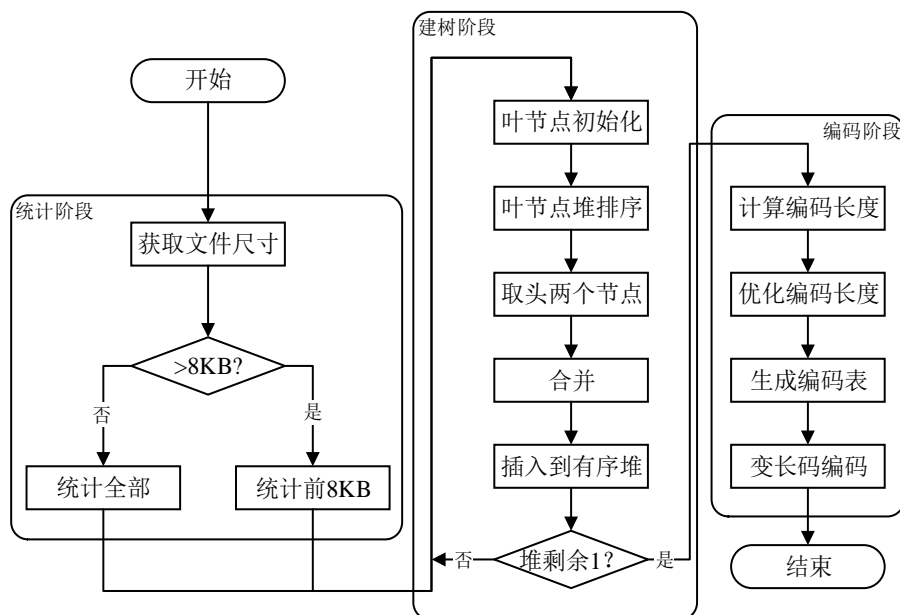 开始
统计阶段
获取文件尺寸
>8KB?
否
是
统计全部
统计前8KB
建树阶段
叶节点初始化
叶节点堆排序
取头两个节点
合并
插入到有序堆
堆剩余1?
否
是
编码阶段
计算编码长度
优化编码长度
生成编码表
变长码编码
结束